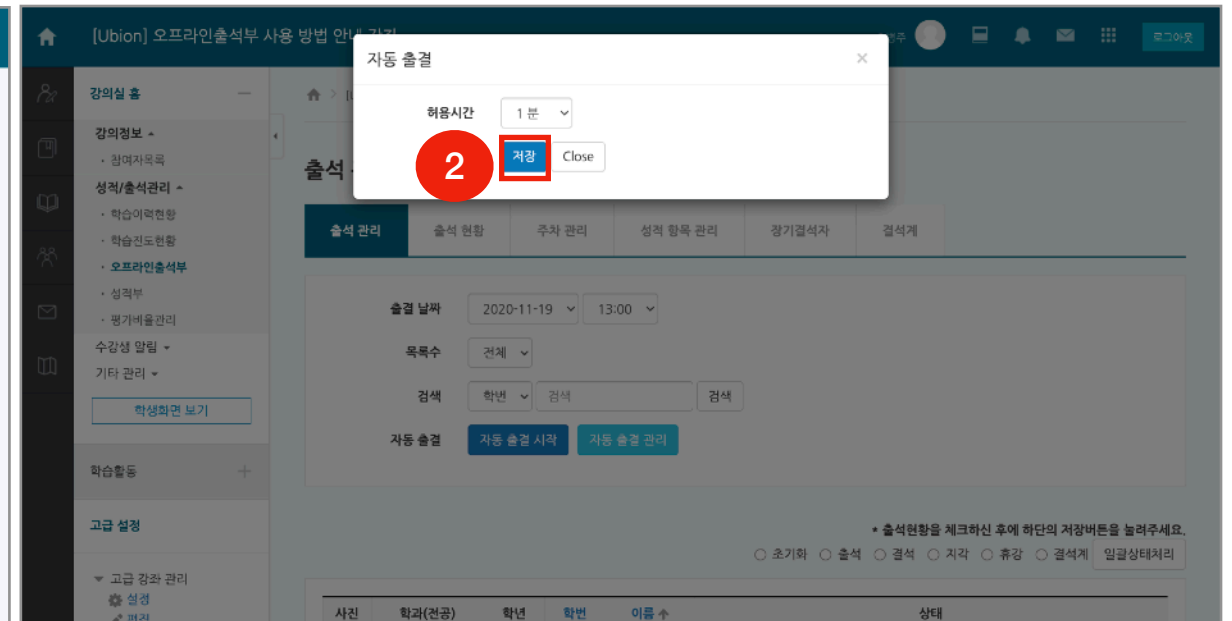 [Ubion] 오프라인출석부 사용 방법 안내 강지
주
로그아웃
자동 출결
×
허용시간
1 분
2
저장
Close
강의실 홈
강의정보
참여자목록
성적/출석관리
학습이력현황
학습진도현황
오프라인출석부
성적부
평가비율관리
수강생 알림
기타 관리
학생화면 보기
학습활동
고급 설정
고급 강좌 관리
설정
편집
출석
출석 관리
출석 현황
주차 관리
성적 항목 관리
장기결석자
결석계
출결 날짜
2020-11-19
13:00
목록수
전체
검색
학번
검색
검색
자동 출결
자동 출결 시작
자동 출결 관리
* 출석현황을 체크하신 후에 하단의 저장버튼을 눌려주세요.
초기화 출석 결석 지각 휴강 결석계 일괄상태처리
사진 학과(전공) 학년 학번 이름 상태